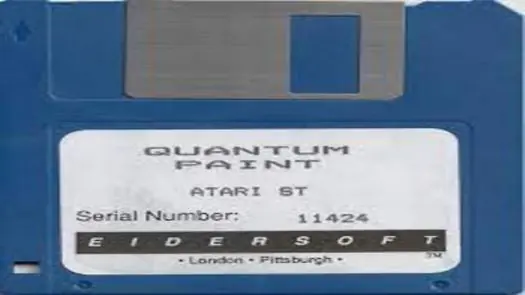 QUANTUM
PAINT
ATARI ST
Serial Number: 11424
EIDERSOFT
TM
• London • Pittsburgh •